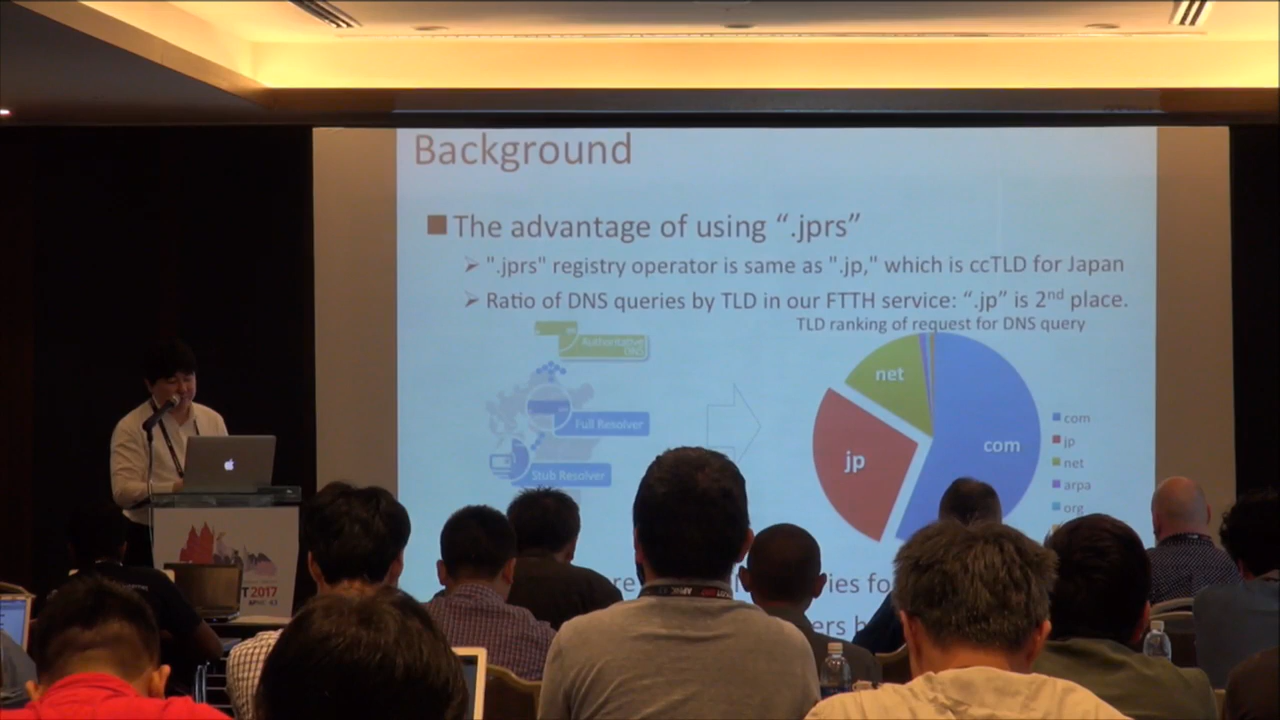 Background
The advantage of using “.jprs”
".jprs" registry operator is same as ".jp," which is ccTLD for Japan
Ratio of DNS queries by TLD in our FTTH service: “.jp” is 2nd place.
TLD ranking of request for DNS query
Authoritative
DNS
Full Resolver
Stub Resolver
net
jp
com
com
jp
net
arpa
org
T 2017
APNIC 43